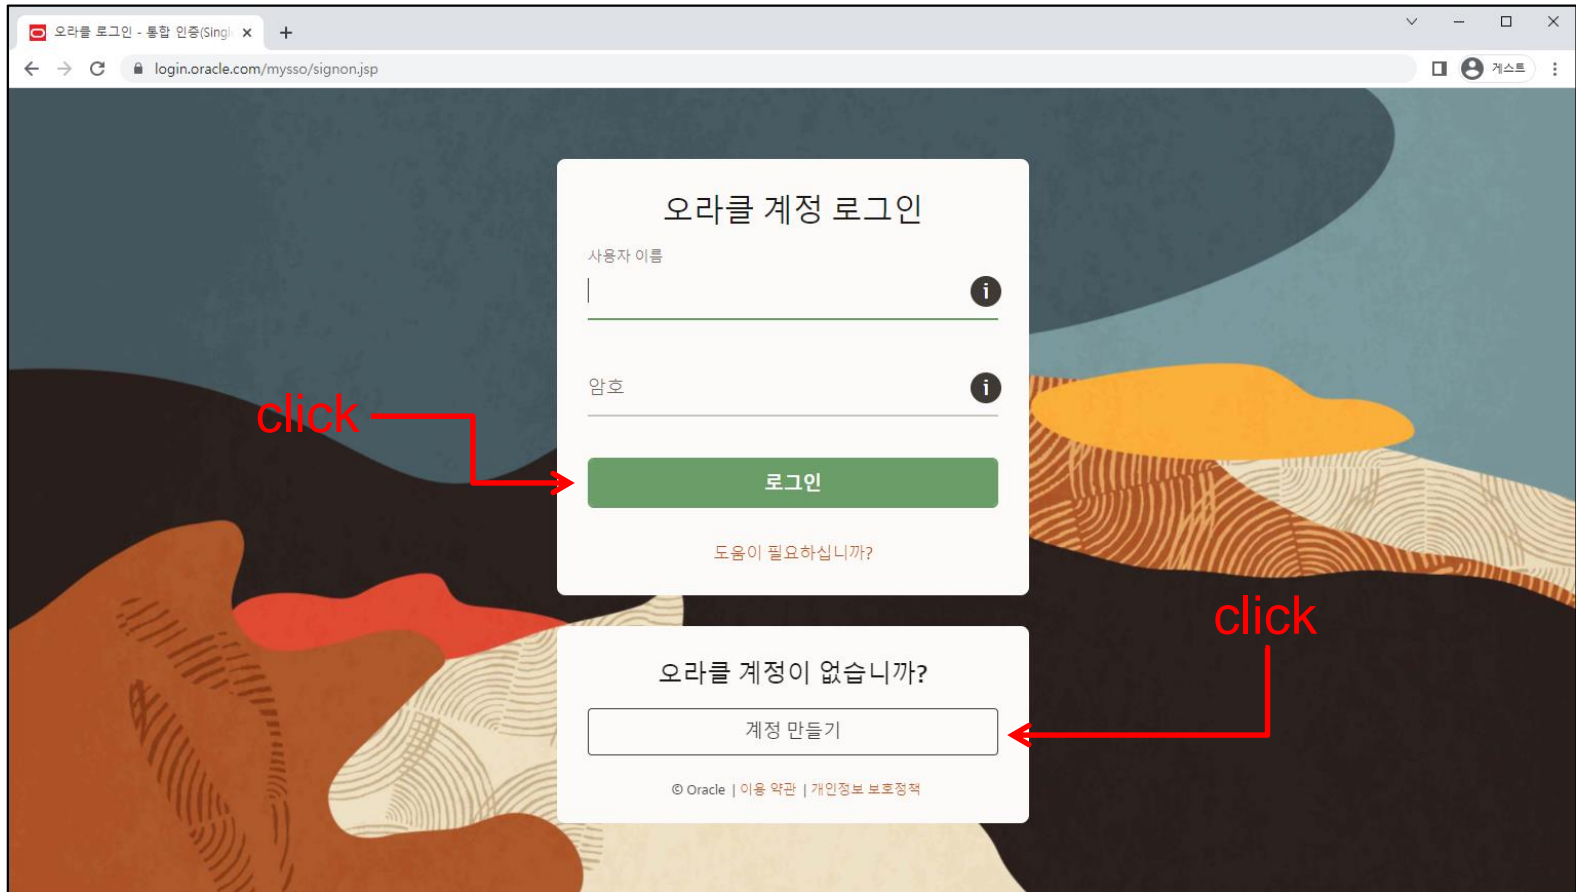 오라클 로그인 - 통합 인증(Singl
login.oracle.com/mysso/signon.jsp
게스트
오라클 계정 로그인
사용자 이름
암호
click
로그인
도움이 필요하십니까?
click
오라클 계정이 없습니까?
계정 만들기
© Oracle | 이용 약관 | 개인정보 보호정책